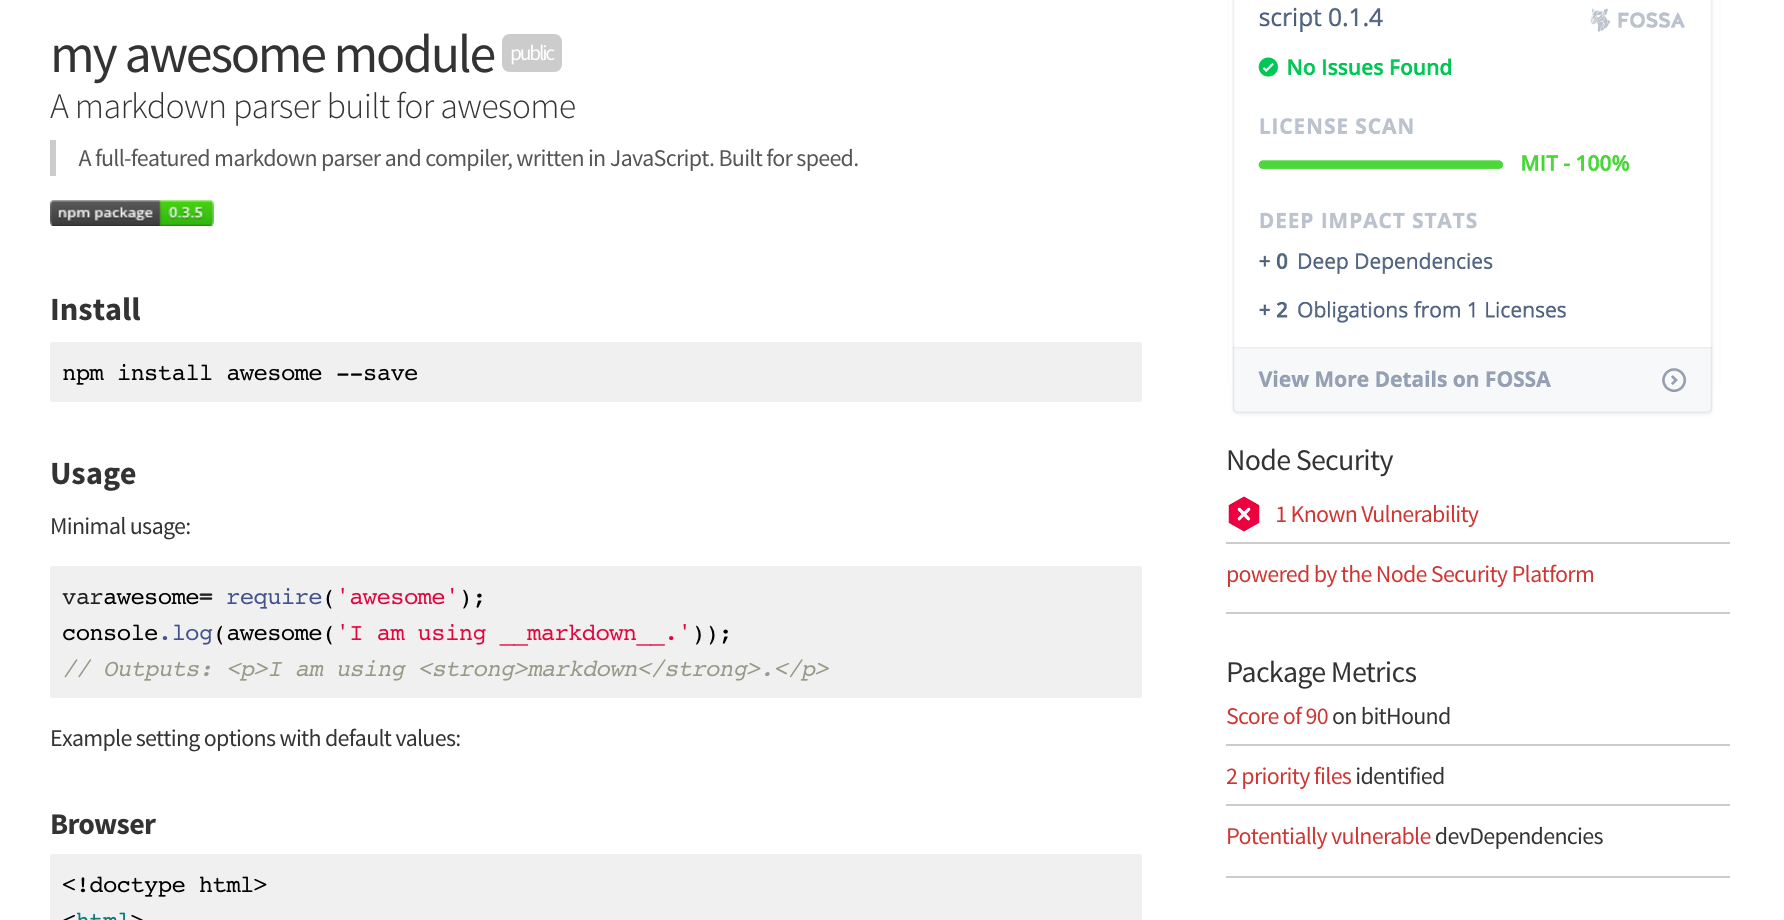 my awesome module public
A markdown parser built for awesome
A full-featured markdown parser and compiler, written in JavaScript. Built for speed.
npm package 0.3.5
Install
npm install awesome --save
Usage
Minimal usage:
varawesome= require('awesome');
console.log(awesome('I am using __markdown__.'));
// Outputs: <p>I am using <strong>markdown</strong>.</p>
Example setting options with default values:
Browser
<!doctype html>
<html>
script 0.1.4
FOSSA
No Issues Found
LICENSE SCAN
MIT - 100%
DEEP IMPACT STATS
+ 0 Deep Dependencies
+ 2 Obligations from 1 Licenses
View More Details on FOSSA
Node Security
1 Known Vulnerability
powered by the Node Security Platform
Package Metrics
Score of 90 on bitHound
2 priority files identified
Potentially vulnerable devDependencies